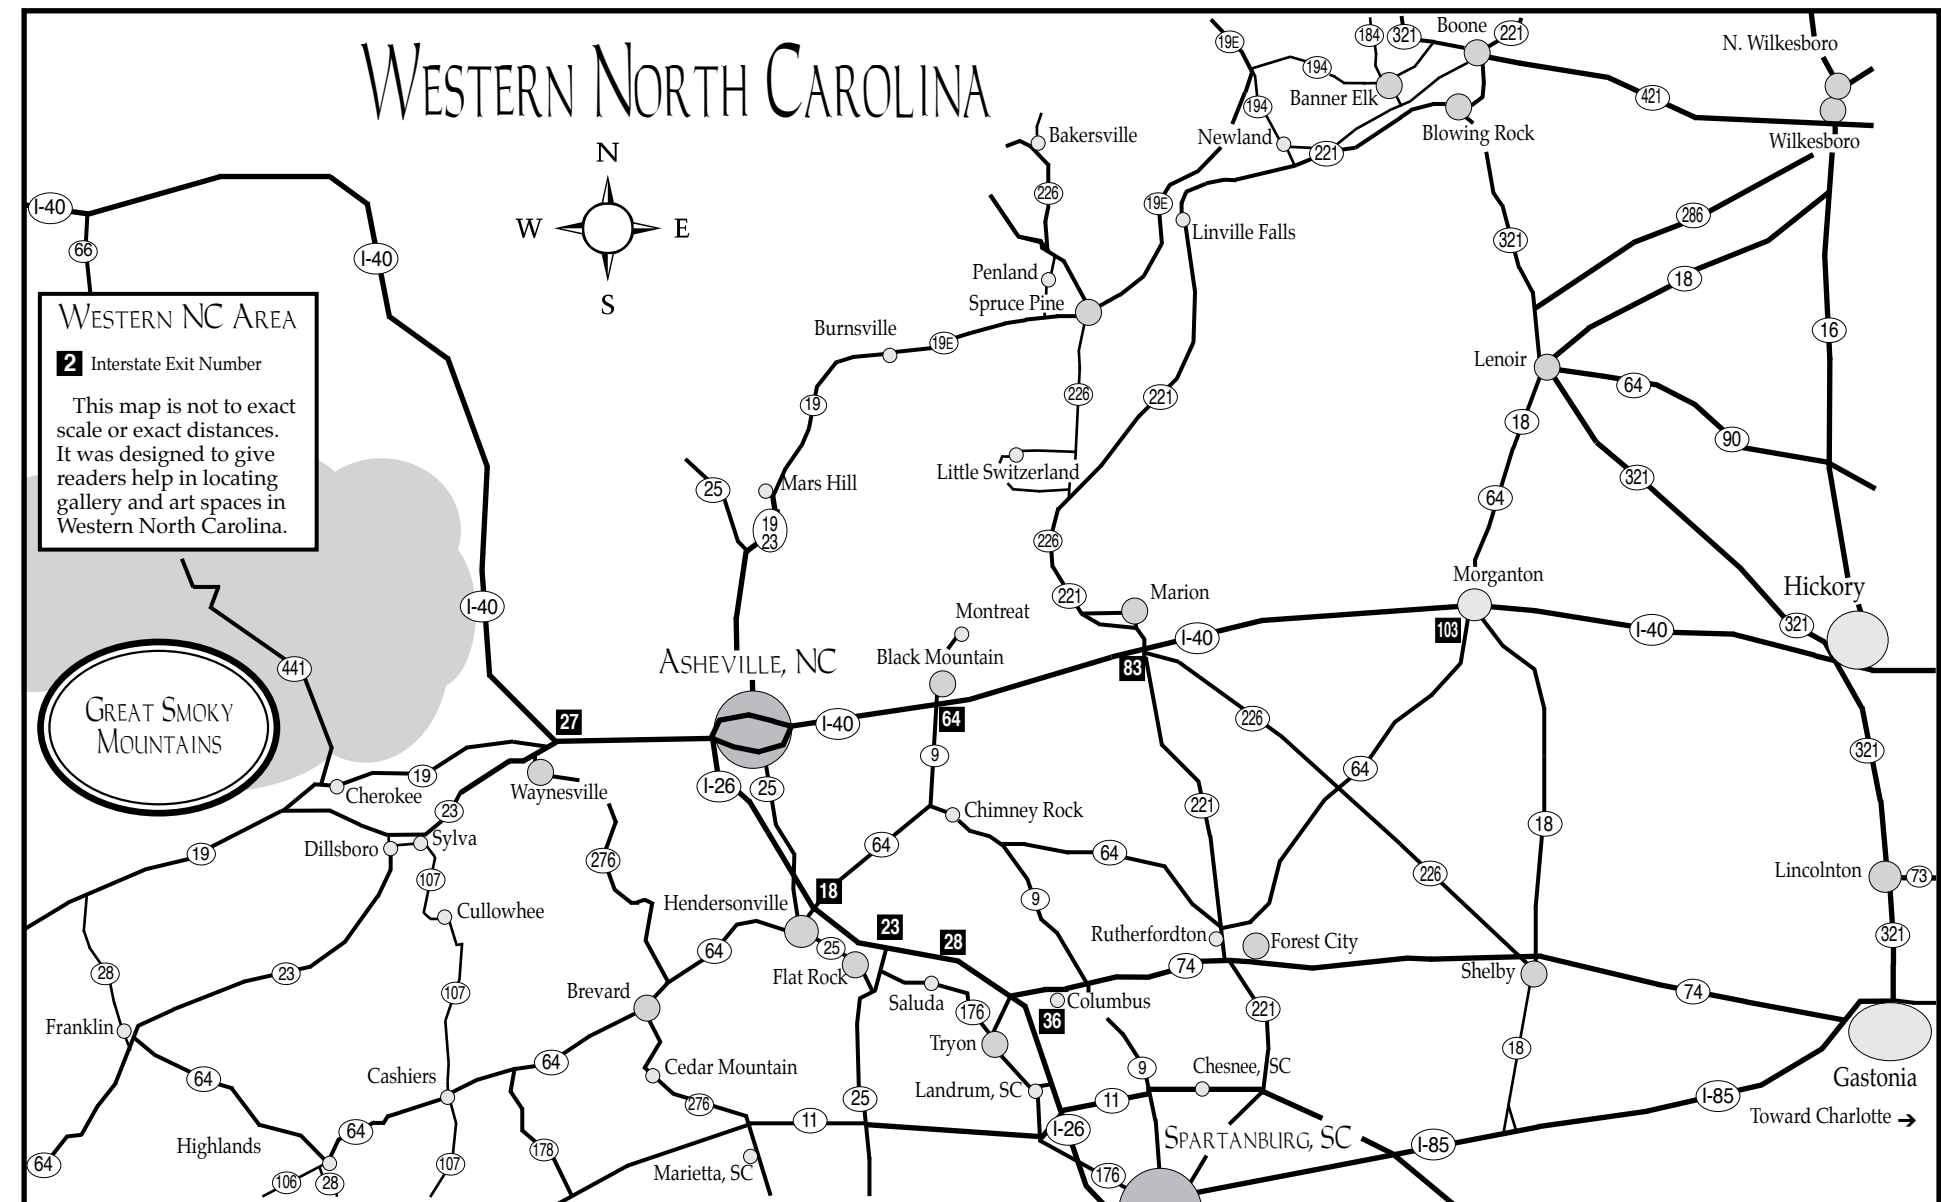 WESTERN NORTH CAROLINA
N
W
E
S
WESTERN NC AREA
2 Interstate Exit Number
This map is not to exact
scale or exact distances.
It was designed to give
readers help in locating
gallery and art spaces in
Western North Carolina.
GREAT SMOKY
MOUNTAINS
I-40
66
I-40
I-40
441
27
19
Cherokee
Waynesville
23
Dillsboro
Sylva
19
107
Cullowhee
28
23
107
Franklin
64
Cashiers
64
64
Highlands
64
106
28
107
178
276
Hendersonville
64
Brevard
Cedar Mountain
276
11
Marietta, SC
25
19
23
Mars Hill
19
Burnsville
19E
ASHEVILLE, NC
I-40
I-26
25
18
64
Black Mountain
Montreat
64
9
Chimney Rock
64
9
25
Flat Rock
23
28
Saluda
176
Tryon
36
Columbus
74
25
Landrum, SC
11
I-26
176
9
Chesnee, SC
SPARTANBURG, SC
221
Rutherfordton
Forest City
221
64
226
226
Bakersville
226
Penland
Spruce Pine
226
Little Switzerland
226
221
221
Marion
83
I-40
19E
194
194
19E
Newland
221
Linville Falls
184
321
Boone
221
Banner Elk
Blowing Rock
421
N. Wilkesboro
Wilkesboro
321
286
18
16
Lenoir
64
90
18
321
64
Morganton
103
I-40
Hickory
321
321
18
Lincolnton
73
321
Shelby
74
18
Gastonia
I-85
Toward Charlotte ➔
I-85